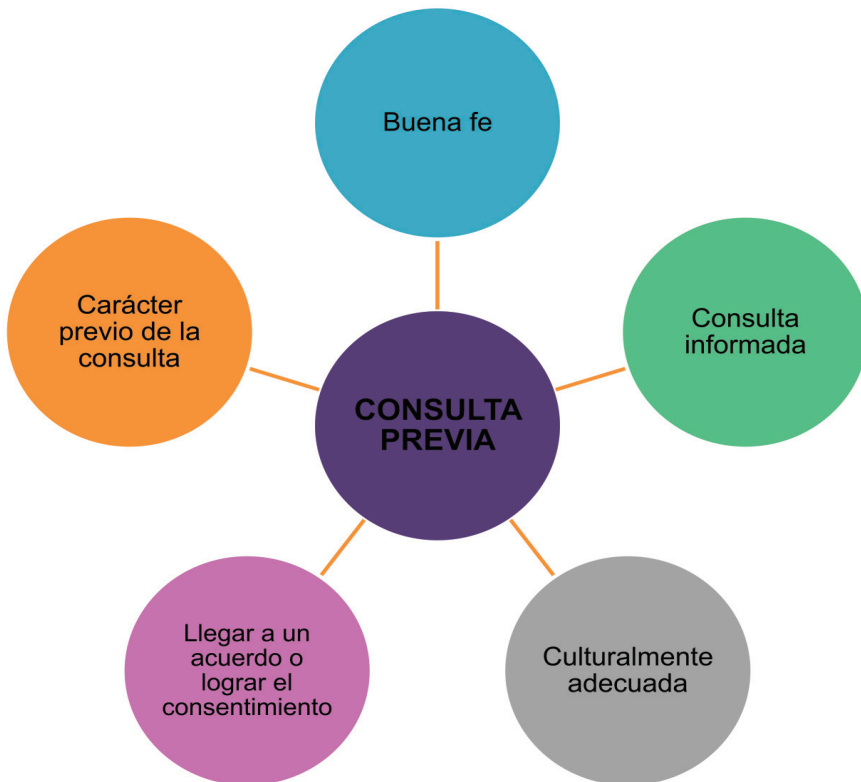 Buena fe
Carácter
previo de la
consulta
Consulta
informada
CONSULTA
PREVIA
Llegar a un
acuerdo o
lograr el
consentimiento
Culturalmente
adecuada